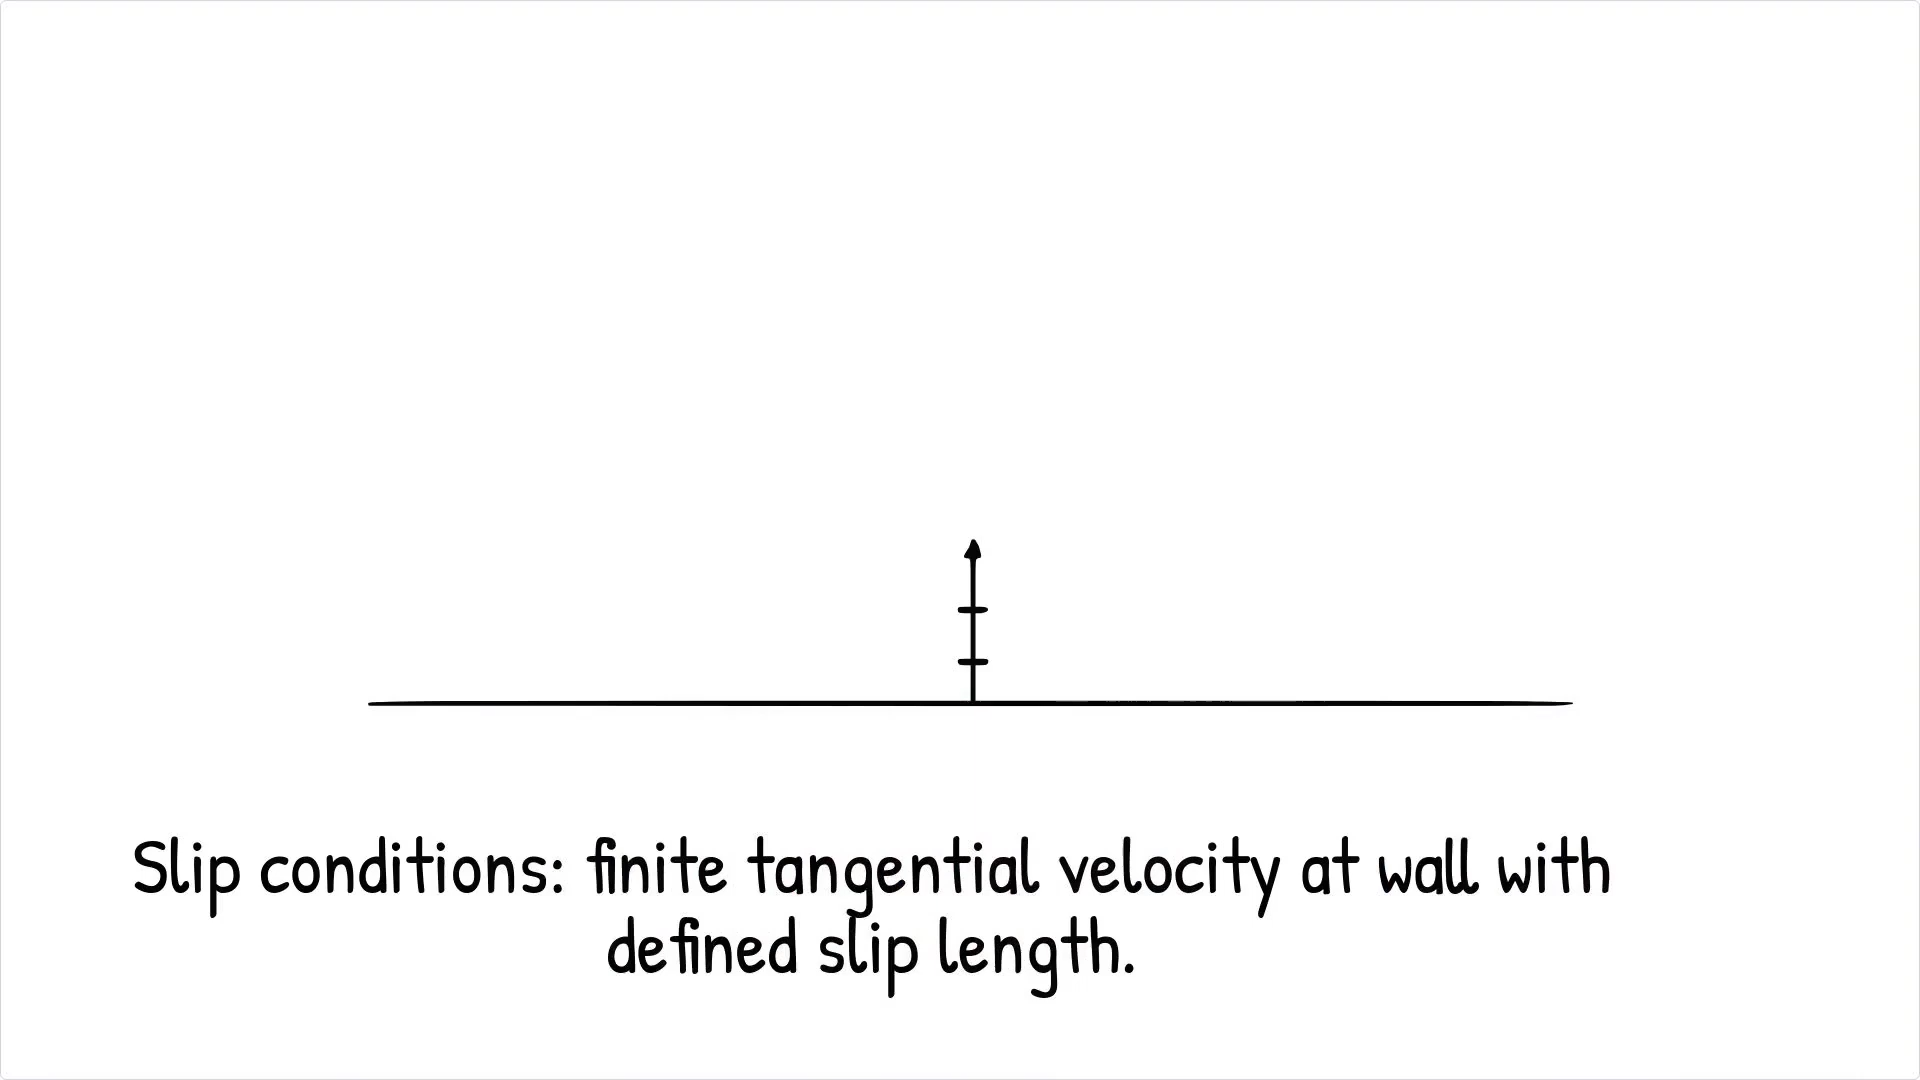 Slip conditions: finite tangential velocity at wall with
defined slip length.